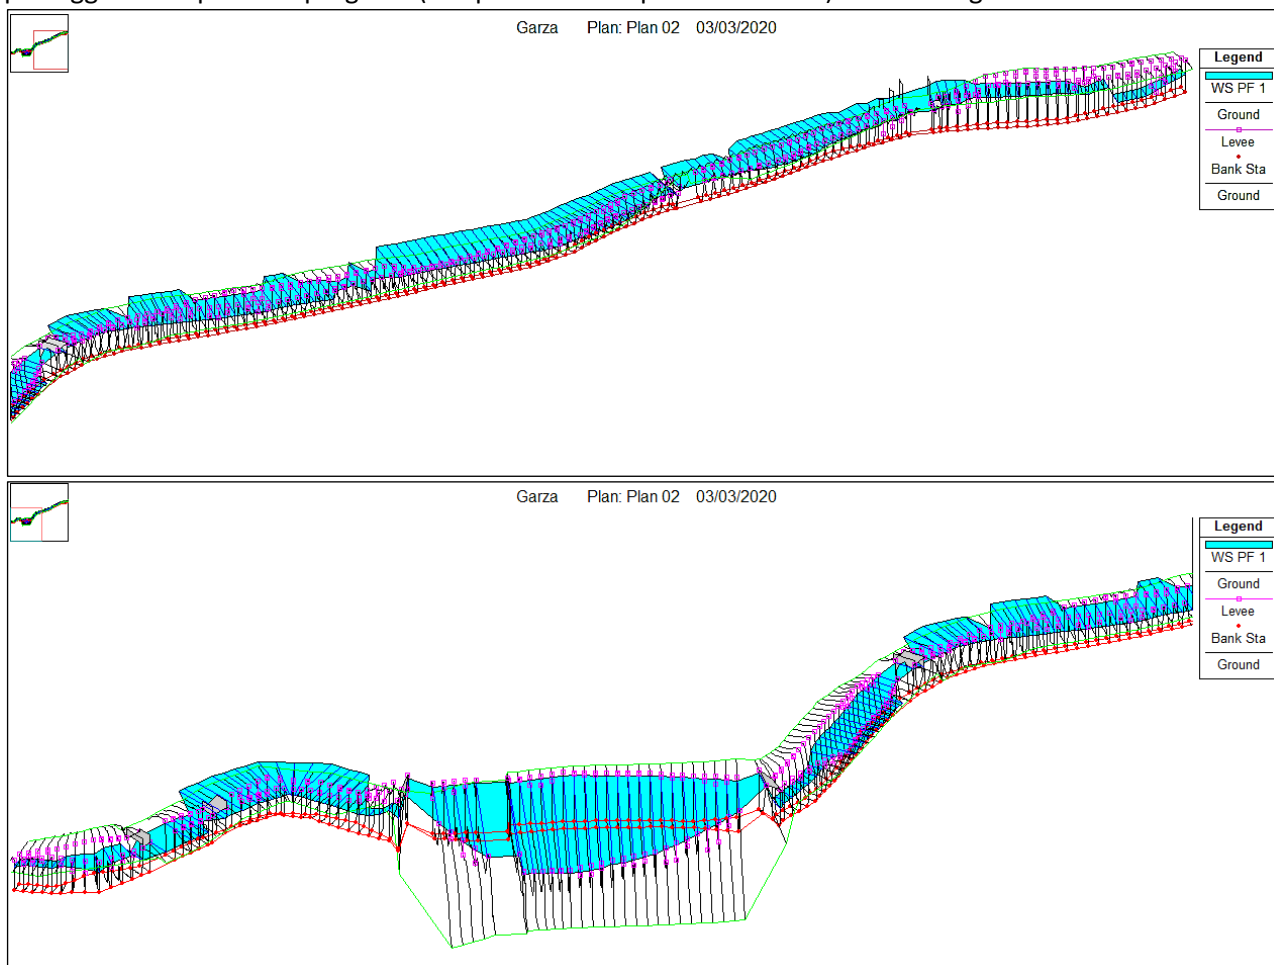 Garza Plan: Plan 02 03/03/2020
Legend
WS PF 1
Ground
Levee
Bank Sta
Ground
Garza Plan: Plan 02 03/03/2020
Legend
WS PF 1
Ground
Levee
Bank Sta
Ground